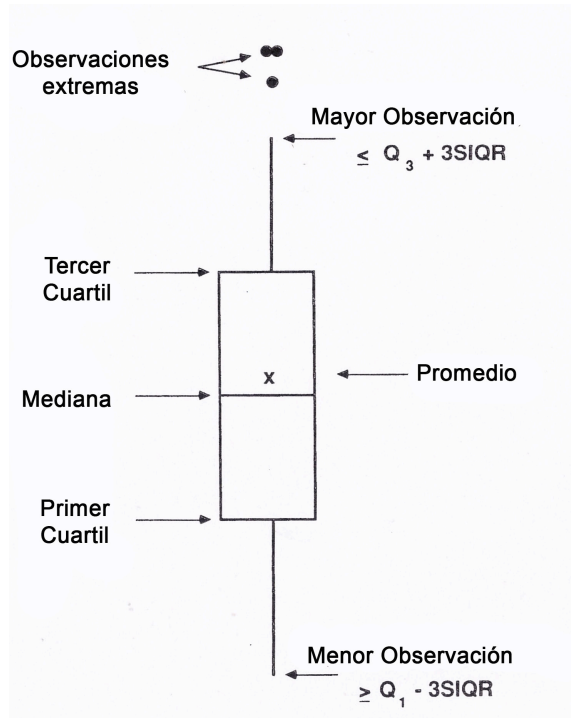 Observaciones
extremas
Mayor Observación
≤ Q₃ + 3SIQR
Tercer
Cuartil
x
Promedio
Mediana
Primer
Cuartil
Menor Observación
≥ Q₁ - 3SIQR